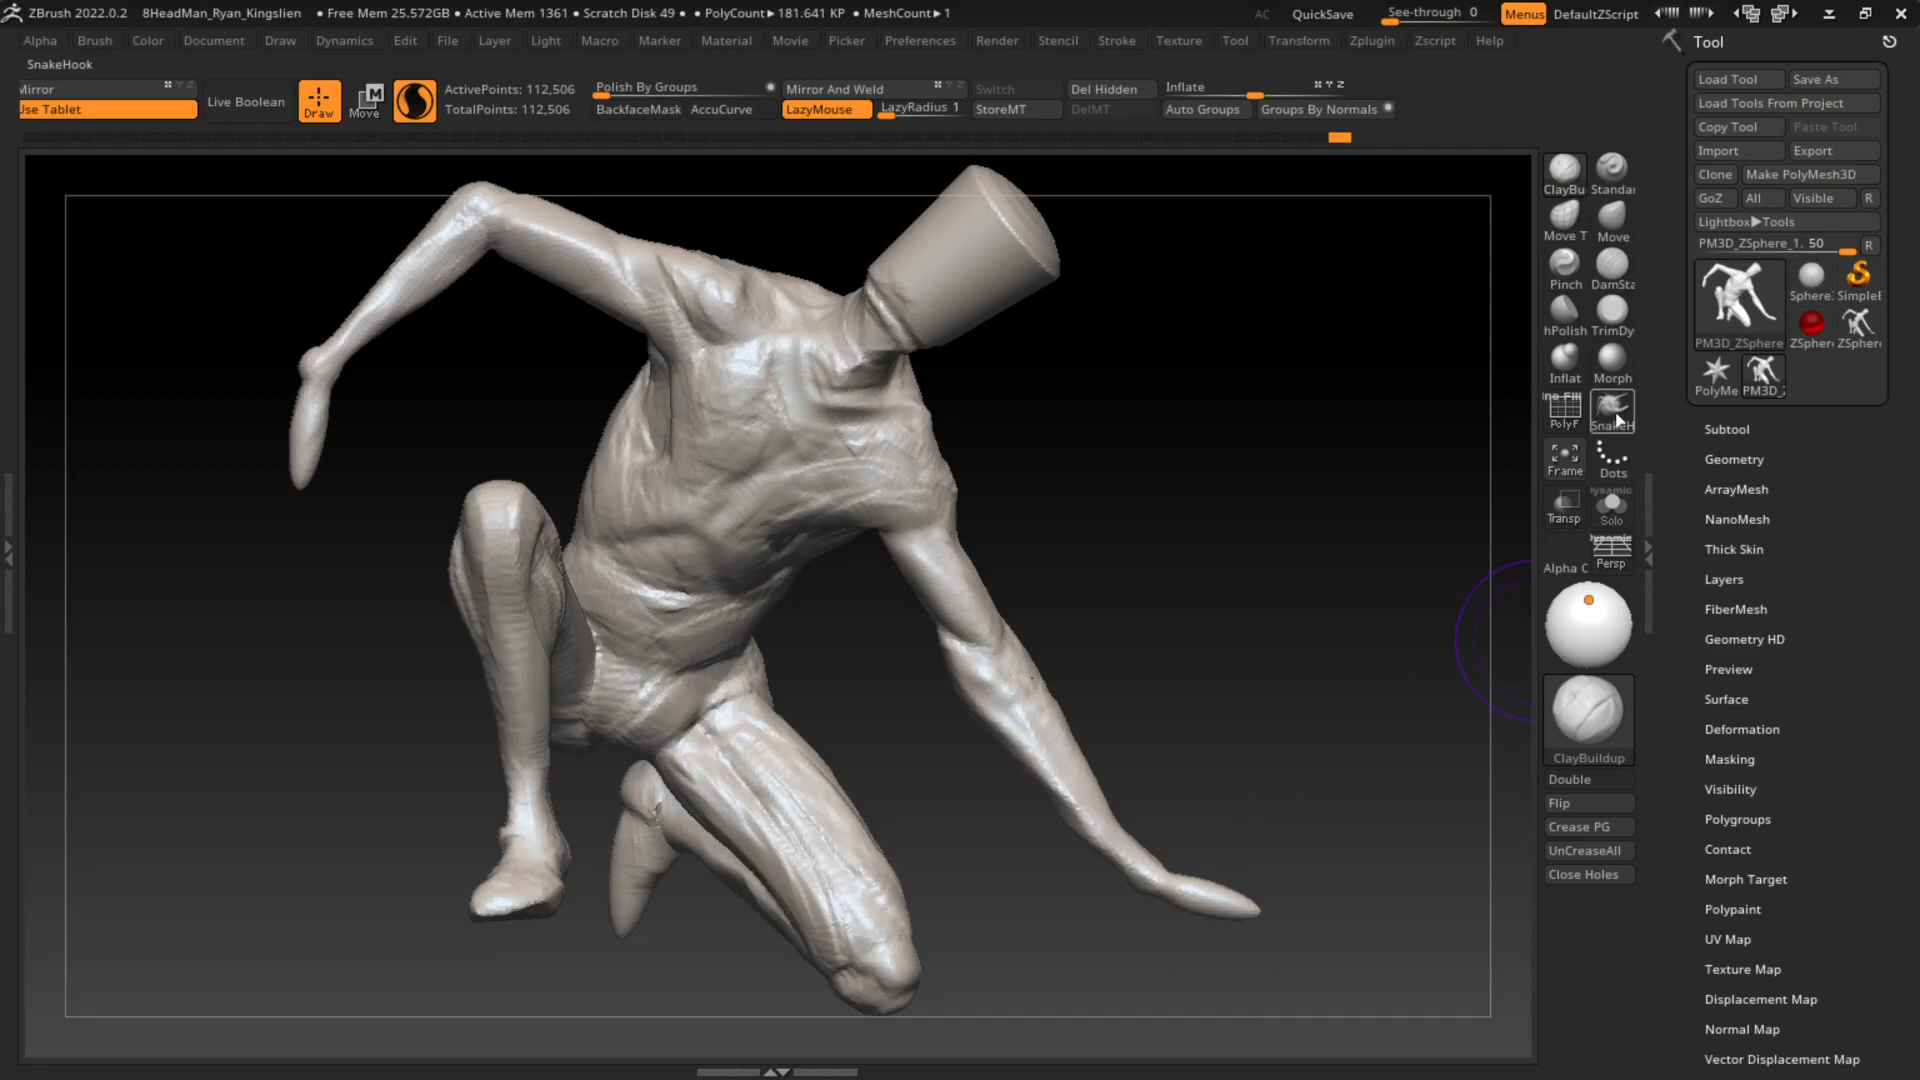 ZBrush 2022.0.2 8HeadMan_Ryan_Kingslien • Free Mem 25.572GB • Active Mem 1361 • Scratch Disk 49 • • PolyCount▶181.641 KP • MeshCount▶1 AC QuickSave See-through 0 Menus DefaultZScript
Alpha Brush Color Document Draw Dynamics Edit File Layer Light Macro Marker Material Movie Picker Preferences Render Stencil Stroke Texture Tool Transform Zplugin Zscript Help
SnakeHook
Mirror
Use Tablet
Live Boolean
Draw
Move
ActivePoints: 112,506
TotalPoints: 112,506
Polish By Groups
BackfaceMask AccuCurve
Mirror And Weld
LazyMouse LazyRadius 1
Switch
StoreMT
Del Hidden
DelMT
Inflate
Auto Groups Groups By Normals
ClayBu Standar
Move T Move
Pinch DamSta
hPolish TrimDy
Inflat Morph
ine Fill
PolyF SnakeH
Frame Dots
Transp Dynamic
Solo
Dynamic
Persp
Alpha C
ClayBuildup
Double
Flip
Crease PG
UnCreaseAll
Close Holes
Tool
Load Tool Save As
Load Tools From Project
Copy Tool Paste Tool
Import Export
Clone Make PolyMesh3D
GoZ All Visible R
Lightbox▶Tools
PM3D_ZSphere_1. 50 R
PM3D_ZSphere
Sphere SimpleB
ZSphere ZSphere
PolyMe PM3D_Z
Subtool
Geometry
ArrayMesh
NanoMesh
Thick Skin
Layers
FiberMesh
Geometry HD
Preview
Surface
Deformation
Masking
Visibility
Polygroups
Contact
Morph Target
Polypaint
UV Map
Texture Map
Displacement Map
Normal Map
Vector Displacement Map